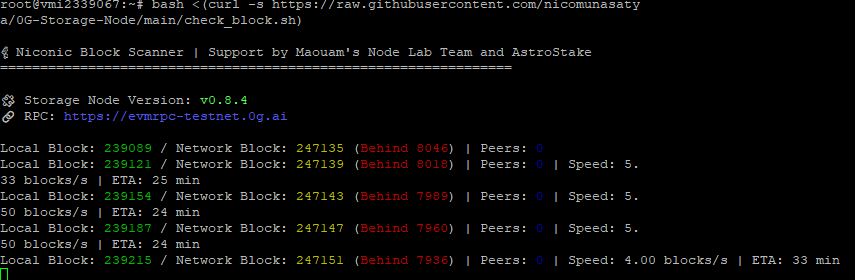 root@vmi2339067:~# bash <(curl -s https://raw.githubusercontent.com/nicomunasaty
a/0G-Storage-Node/main/check_block.sh)
Niconic Block Scanner | Support by Maouam's Node Lab Team and AstroStake
================================================================
Storage Node Version: v0.8.4
RPC: https://evmrpc-testnet.0g.ai
Local Block: 239089 / Network Block: 247135 (Behind 8046) | Peers: 0
Local Block: 239121 / Network Block: 247139 (Behind 8018) | Peers: 0 | Speed: 5.
33 blocks/s | ETA: 25 min
Local Block: 239154 / Network Block: 247143 (Behind 7989) | Peers: 0 | Speed: 5.
50 blocks/s | ETA: 24 min
Local Block: 239187 / Network Block: 247147 (Behind 7960) | Peers: 0 | Speed: 5.
50 blocks/s | ETA: 24 min
Local Block: 239215 / Network Block: 247151 (Behind 7936) | Peers: 0 | Speed: 4.00 blocks/s | ETA: 33 min